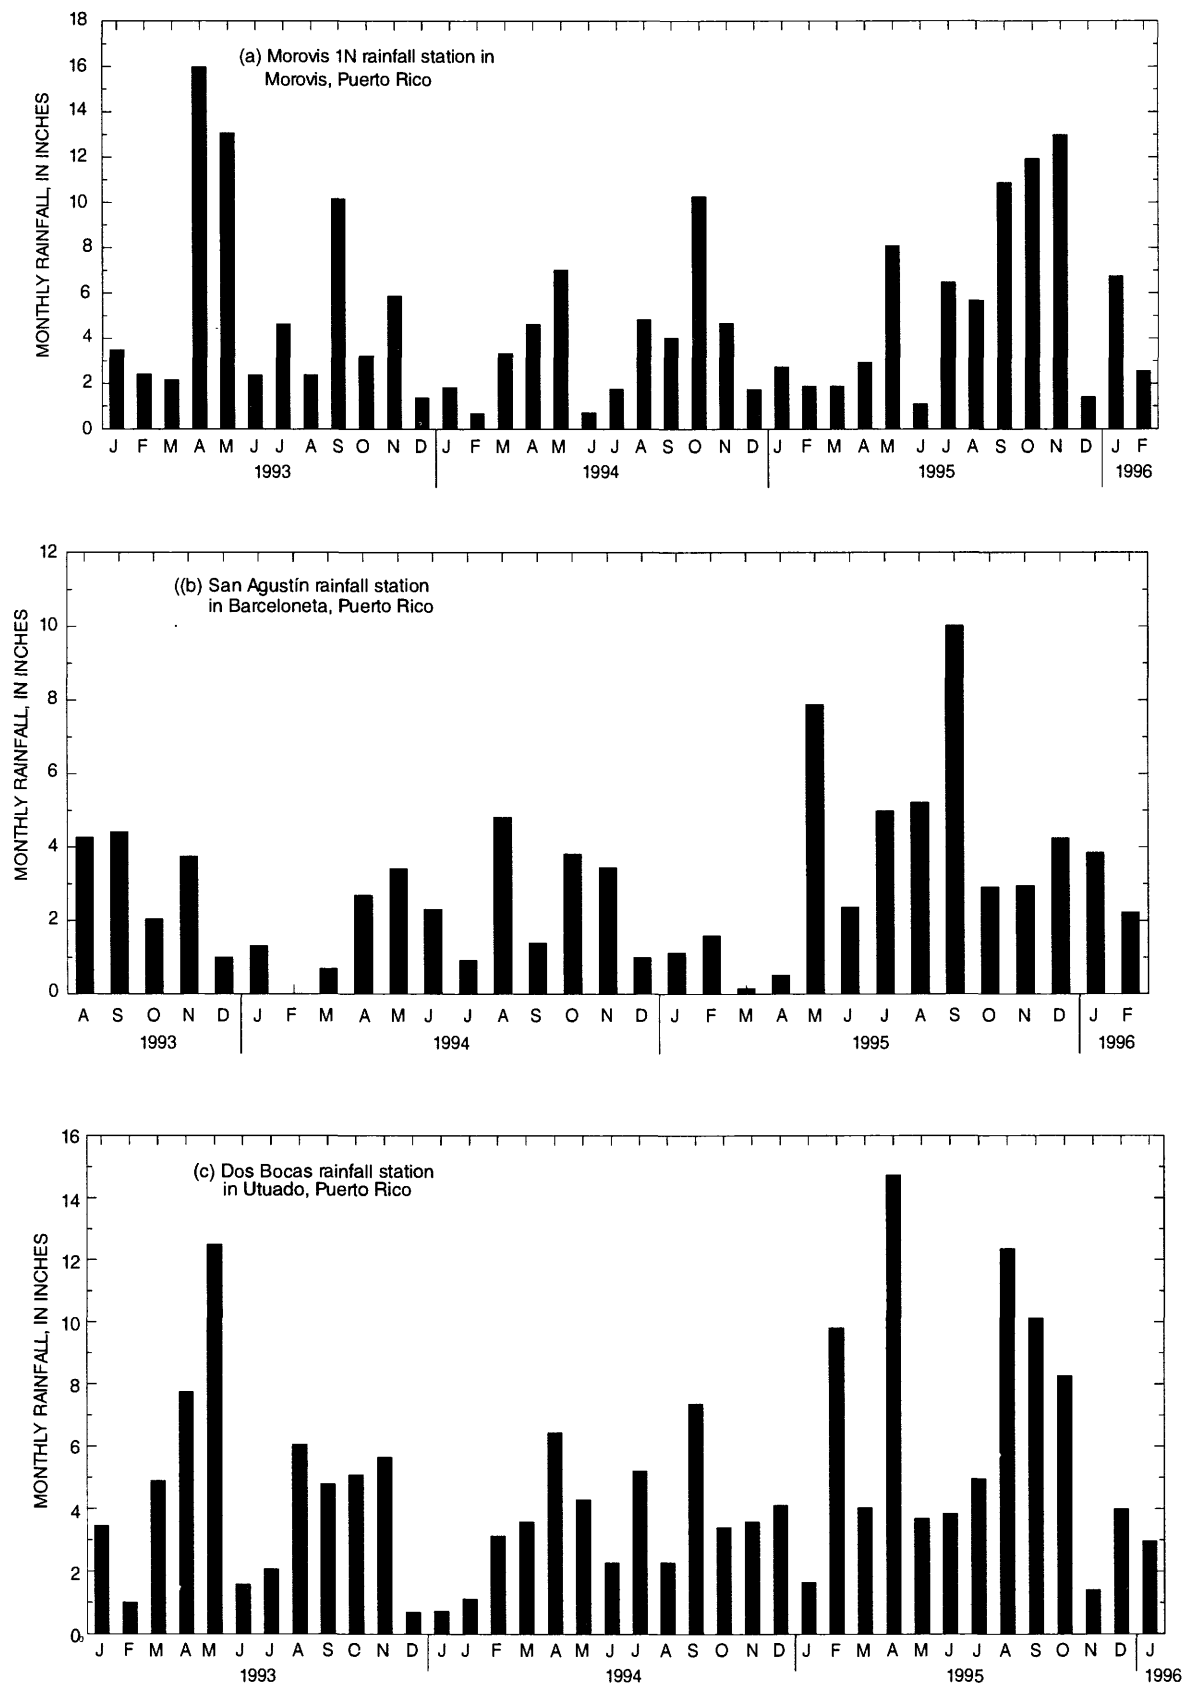 18
16
14
12
10
8
6
4
2
0
MONTHLY RAINFALL, IN INCHES
(a) Morovis 1N rainfall station in
Morovis, Puerto Rico
J F M A M J J A S O N D J F M A M J J A S O N D J F M A M J J A S O N D J F
1993 1994 1995 1996
12
10
8
6
4
2
0
MONTHLY RAINFALL, IN INCHES
((b) San Agustín rainfall station
in Barceloneta, Puerto Rico
A S O N D J F M A M J J A S O N D J F M A M J J A S O N D J F
1993 1994 1995 1996
16
14
12
10
8
6
4
2
0
MONTHLY RAINFALL, IN INCHES
(c) Dos Bocas rainfall station
in Utuado, Puerto Rico
J F M A M J J A S C N D J J F M A M J J A S O N D J F M A M J J A S O N D J
1993 1994 1995 1996